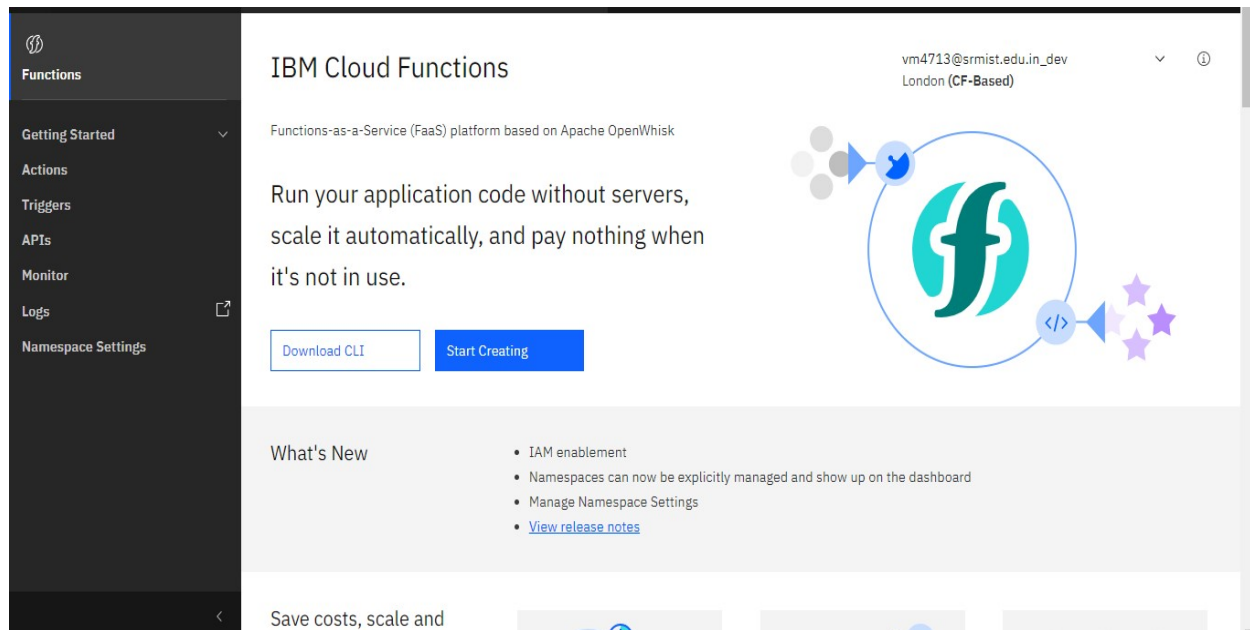 Functions
Getting Started
Actions
Triggers
APIs
Monitor
Logs
Namespace Settings
IBM Cloud Functions
vm4713@srmist.edu.in_dev
London (CF-Based)
Functions-as-a-Service (FaaS) platform based on Apache OpenWhisk
Run your application code without servers,
scale it automatically, and pay nothing when
it's not in use.
Download CLI
Start Creating
</>
What's New
• IAM enablement
• Namespaces can now be explicitly managed and show up on the dashboard
• Manage Namespace Settings
• View release notes
Save costs, scale and